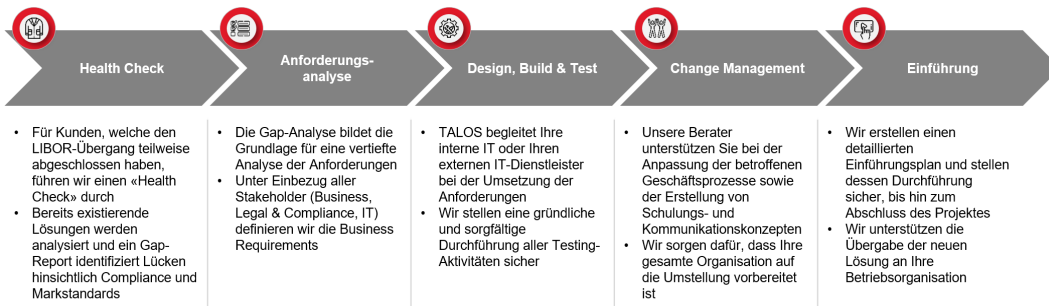 Health Check
Anforderungs-
analyse
Design, Build & Test
Change Management
Einführung
• Für Kunden, welche den
LIBOR-Übergang teilweise
abgeschlossen haben,
führen wir einen «Health
Check» durch
• Bereits existierende
Lösungen werden
analysiert und ein Gap-
Report identifiziert Lücken
hinsichtlich Compliance und
Markstandards
• Die Gap-Analyse bildet die
Grundlage für eine vertiefte
Analyse der Anforderungen
• Unter Einbezug aller
Stakeholder (Business,
Legal & Compliance, IT)
definieren wir die Business
Requirements
• TALOS begleitet Ihre
interne IT oder Ihren
externen IT-Dienstleister
bei der Umsetzung der
Anforderungen
• Wir stellen eine gründliche
und sorgfältige
Durchführung aller Testing-
Aktivitäten sicher
• Unsere Berater
unterstützen Sie bei der
Anpassung der betroffenen
Geschäftsprozesse sowie
der Erstellung von
Schulungs- und
Kommunikationskonzepten
• Wir sorgen dafür, dass Ihre
gesamte Organisation auf
die Umstellung vorbereitet
ist
• Wir erstellen einen
detaillierten
Einführungsplan und stellen
dessen Durchführung
sicher, bis hin zum
Abschluss des Projektes
• Wir unterstützen die
Übergabe der neuen
Lösung an Ihre
Betriebsorganisation